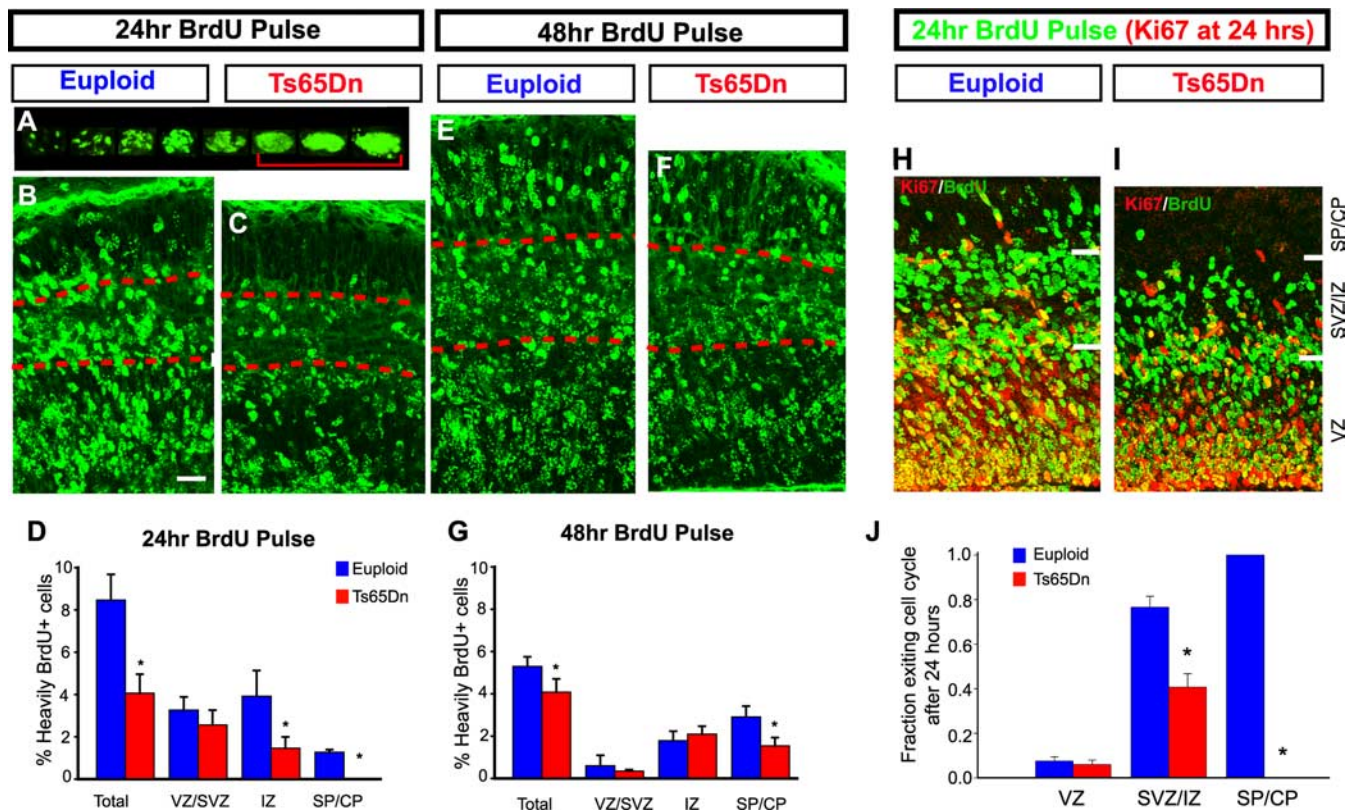 24hr BrdU Pulse
48hr BrdU Pulse
24hr BrdU Pulse (Ki67 at 24 hrs)
Euploid
Ts65Dn
Euploid
Ts65Dn
Euploid
Ts65Dn
A
B
C
E
F
H
Ki67/BrdU
I
Ki67/BrdU
SP/CP
SVZ/IZ
VZ
D
24hr BrdU Pulse
% Heavily BrdU+ cells
10
8
6
4
2
0
Euploid
Ts65Dn
*
*
*
Total
VZ/SVZ
IZ
SP/CP
G
48hr BrdU Pulse
% Heavily BrdU+ cells
10
8
6
4
2
0
Euploid
Ts65Dn
*
*
Total
VZ/SVZ
IZ
SP/CP
J
Fraction exiting cell cycle
after 24 hours
1.0
0.8
0.6
0.4
0.2
0.0
Euploid
Ts65Dn
*
*
VZ
SVZ/IZ
SP/CP